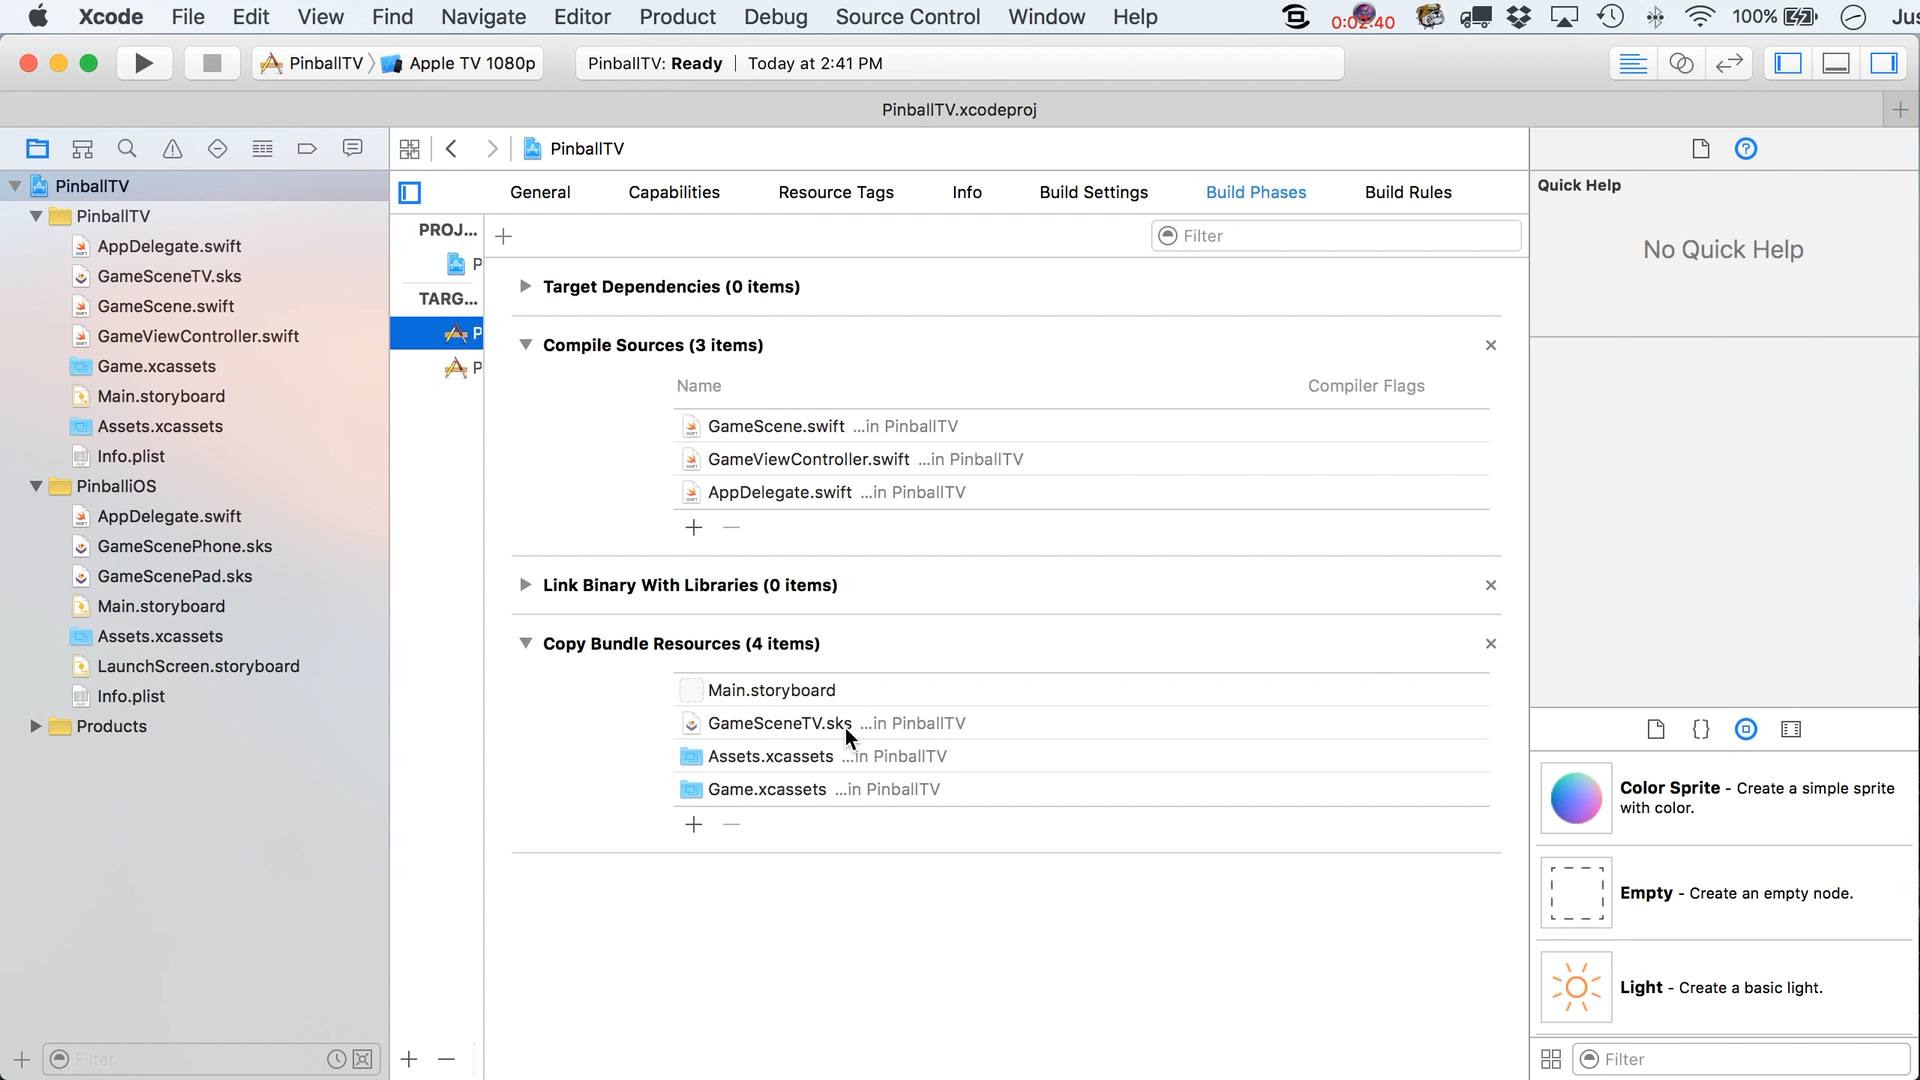 Xcode File Edit View Find Navigate Editor Product Debug Source Control Window Help 0:02:40 100% Jus
PinballTV Apple TV 1080p PinballTV: Ready Today at 2:41 PM
PinballTV.xcodeproj
PinballTV
PinballTV
AppDelegate.swift
GameSceneTV.sks
GameScene.swift
GameViewController.swift
Game.xcassets
Main.storyboard
Assets.xcassets
Info.plist
PinballiOS
AppDelegate.swift
GameScenePhone.sks
GameScenePad.sks
Main.storyboard
Assets.xcassets
LaunchScreen.storyboard
Info.plist
Products
Filter
PinballTV
General Capabilities Resource Tags Info Build Settings Build Phases Build Rules
PROJ...
P
TARG...
P
P
Filter
Target Dependencies (0 items)
Compile Sources (3 items)
Name Compiler Flags
GameScene.swift ...in PinballTV
GameViewController.swift ...in PinballTV
AppDelegate.swift ...in PinballTV
Link Binary With Libraries (0 items)
Copy Bundle Resources (4 items)
Main.storyboard
GameSceneTV.sks ...in PinballTV
Assets.xcassets ...in PinballTV
Game.xcassets ...in PinballTV
Quick Help
No Quick Help
Color Sprite - Create a simple sprite
with color.
Empty - Create an empty node.
Light - Create a basic light.
Filter